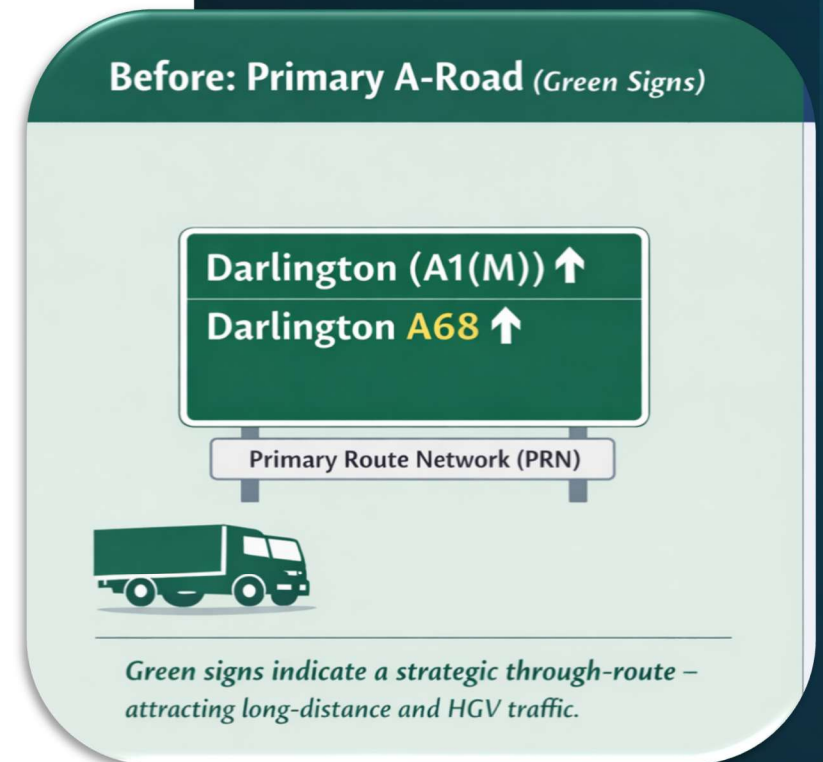 Before: Primary A-Road (Green Signs)
Darlington (A1(M)) ↑
Darlington A68 ↑
Primary Route Network (PRN)
Green signs indicate a strategic through-route –
attracting long-distance and HGV traffic.